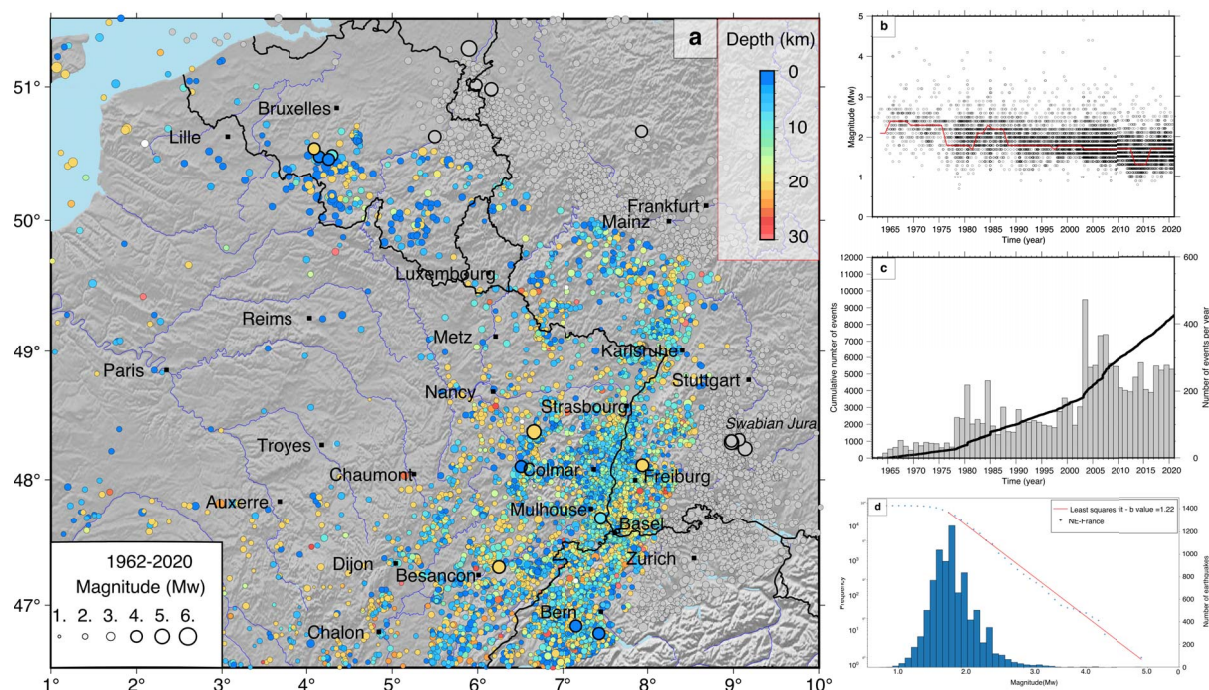 a
Depth (km)
0
10
20
30
51°
50°
49°
48°
47°
Bruxelles
Lille
Frankfurt
Mainz
Luxembourg
Reims
Metz
Karlsruhe
Paris
Nancy
Stuttgart
Strasbourg
Swabian Jura
Troyes
Chaumont
Colmar
Freiburg
Auxerre
Mulhouse
Basel
Dijon
Besancon
Zurich
Bern
Chalon
1962-2020
Magnitude (Mw)
1. 2. 3. 4. 5. 6.
1° 2° 3° 4° 5° 6° 7° 8° 9° 10°
b
Magnitude (Mw)
5
4
3
2
1
0
1965 1970 1975 1980 1985 1990 1995 2000 2005 2010 2015 2020
Time (year)
c
Cumulative number of events
12000
11000
10000
9000
8000
7000
6000
5000
4000
3000
2000
1000
0
600
400
200
0
Number of events per year
1965 1970 1975 1980 1985 1990 1995 2000 2005 2010 2015 2020
Time (year)
d
Least squares it - b value =1.22
NE-France
10⁴
10³
10²
10¹
10⁰
1400
1200
1000
800
600
400
200
0
Number of earthquakes
1.0 2.0 3.0 4.0 5.0 0
Magnitude(Mw)